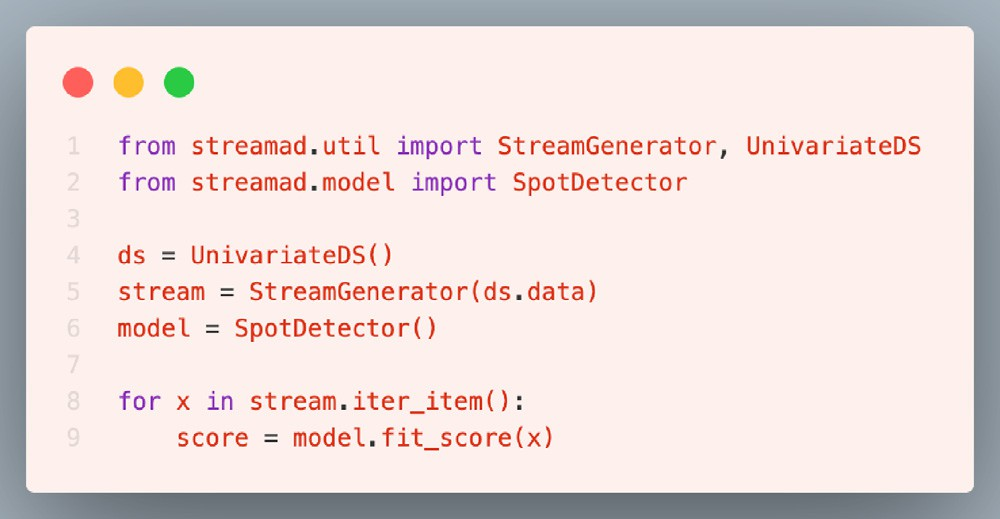 1 from streamad.util import StreamGenerator, UnivariateDS
2 from streamad.model import SpotDetector
3
4 ds = UnivariateDS()
5 stream = StreamGenerator(ds.data)
6 model = SpotDetector()
7
8 for x in stream.iter_item():
9     score = model.fit_score(x)